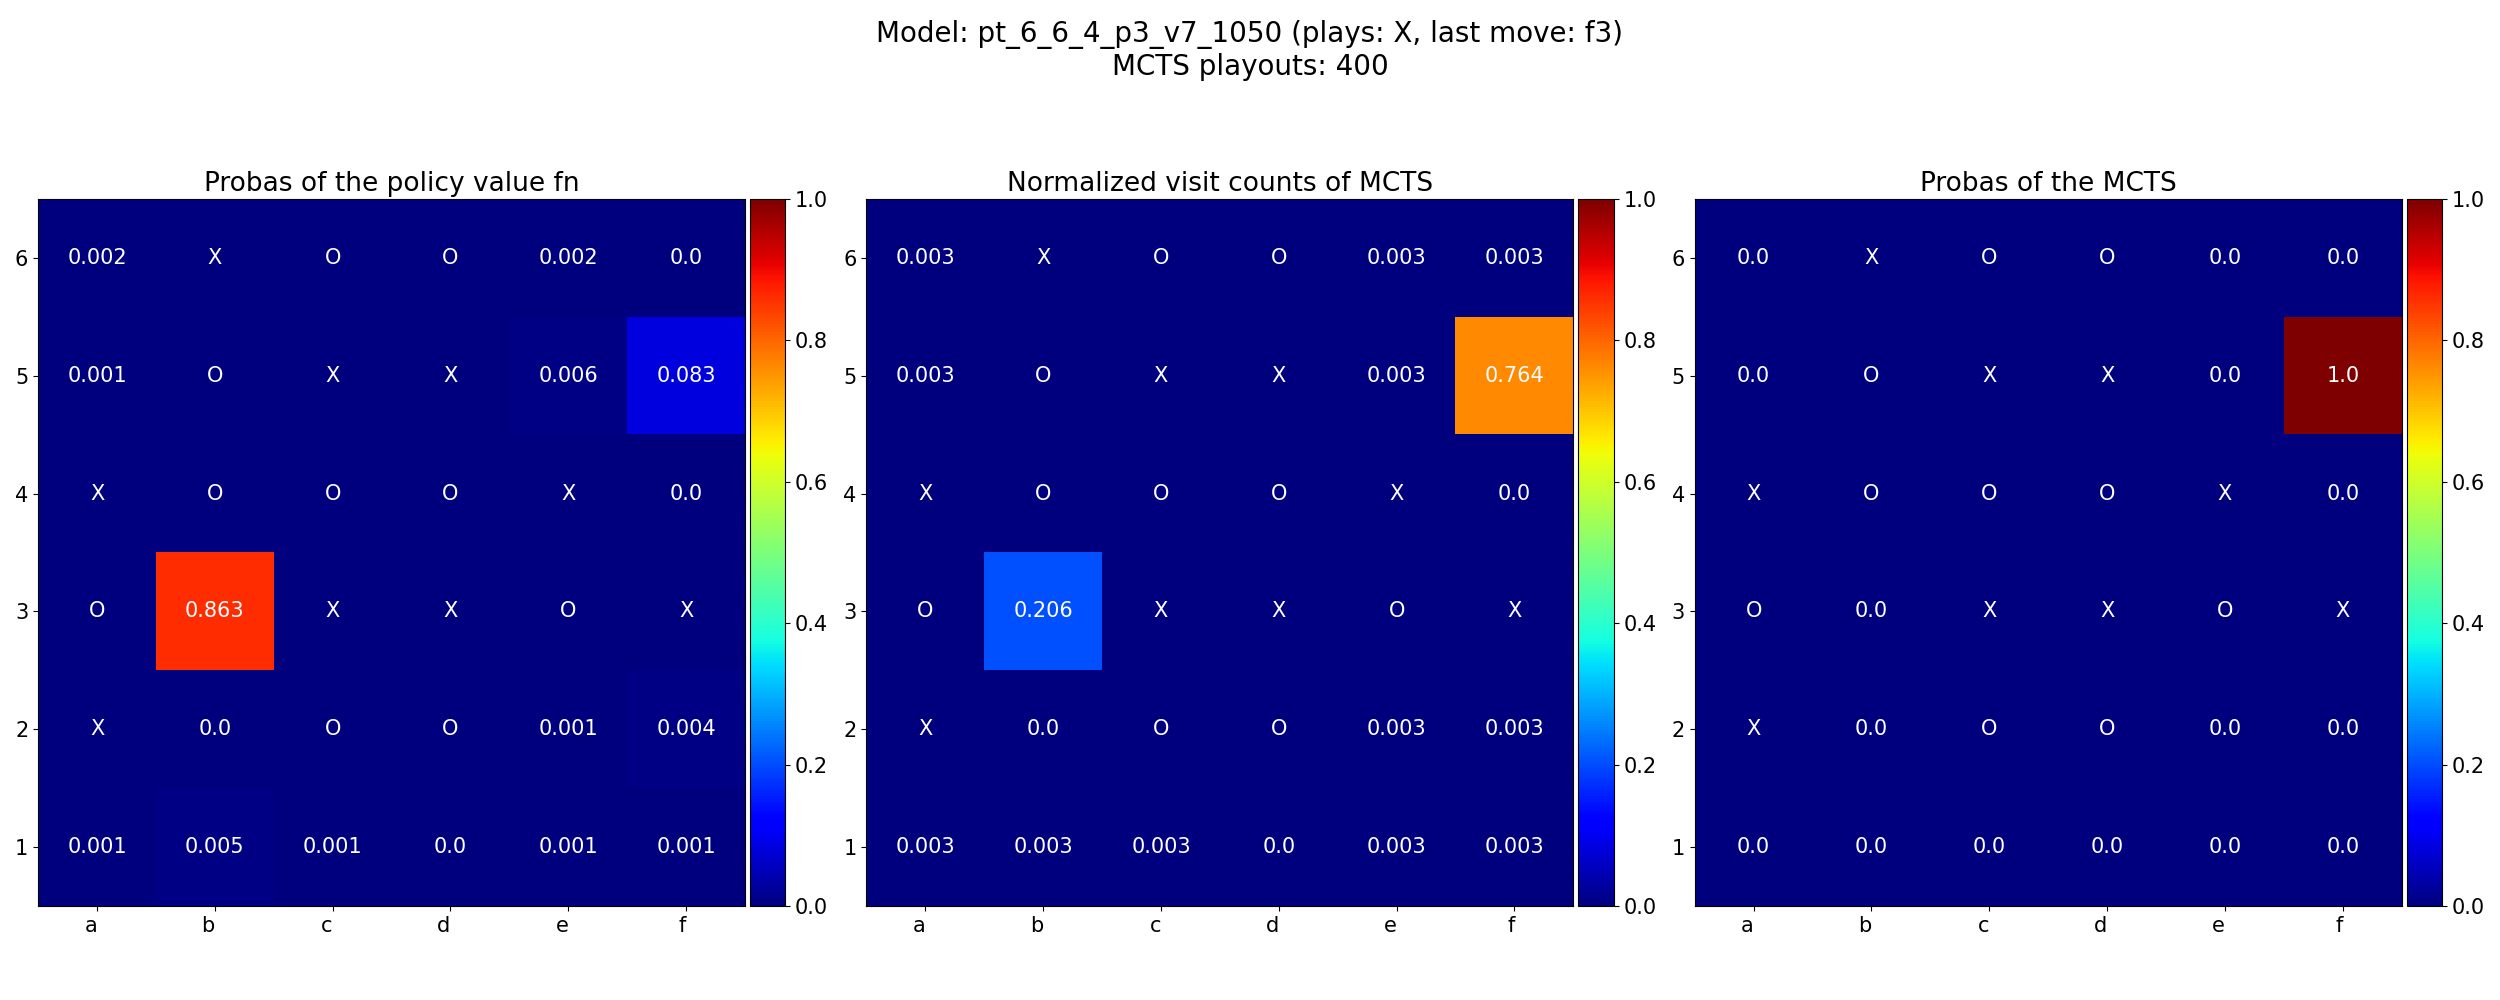 Model: pt_6_6_4_p3_v7_1050 (plays: X, last move: f3)
MCTS playouts: 400
Probas of the policy value fn
6 0.002 X O O 0.002 0.0
5 0.001 O X X 0.006 0.083
4 X O O O X 0.0
3 O 0.863 X X O X
2 X 0.0 O O 0.001 0.004
1 0.001 0.005 0.001 0.0 0.001 0.001
a b c d e f
1.0
0.8
0.6
0.4
0.2
0.0
Normalized visit counts of MCTS
6 0.003 X O O 0.003 0.003
5 0.003 O X X 0.003 0.764
4 X O O O X 0.0
3 O 0.206 X X O X
2 X 0.0 O O 0.003 0.003
1 0.003 0.003 0.003 0.0 0.003 0.003
a b c d e f
1.0
0.8
0.6
0.4
0.2
0.0
Probas of the MCTS
6 0.0 X O O 0.0 0.0
5 0.0 O X X 0.0 1.0
4 X O O O X 0.0
3 O 0.0 X X O X
2 X 0.0 O O 0.0 0.0
1 0.0 0.0 0.0 0.0 0.0 0.0
a b c d e f
1.0
0.8
0.6
0.4
0.2
0.0